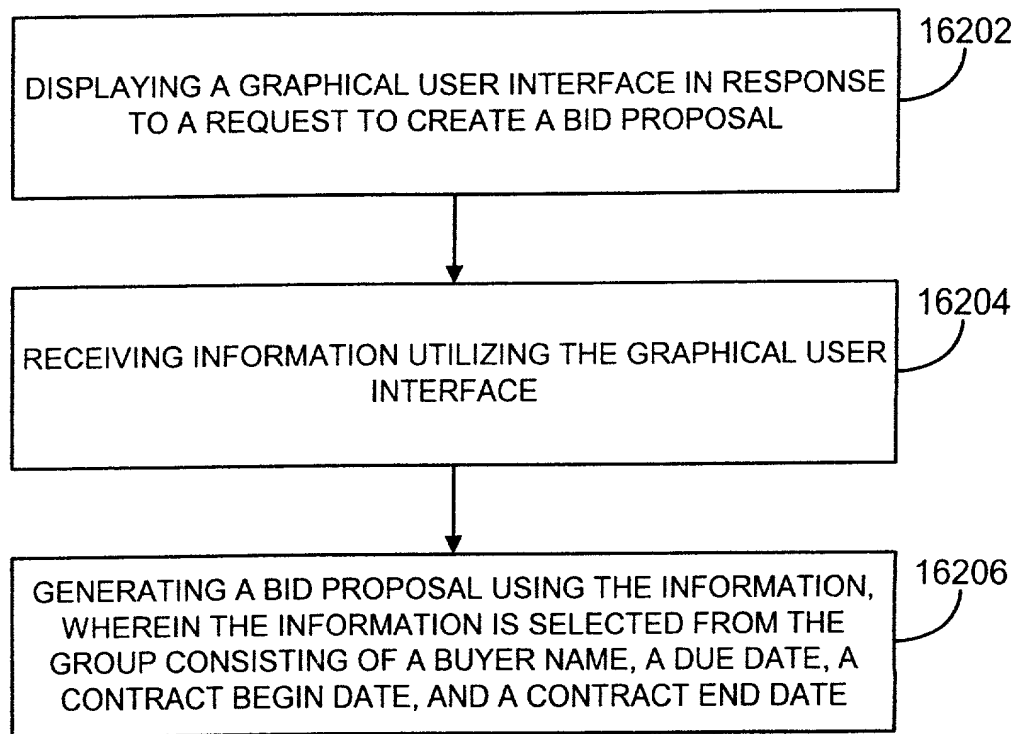 16202
DISPLAYING A GRAPHICAL USER INTERFACE IN RESPONSE
TO A REQUEST TO CREATE A BID PROPOSAL
16204
RECEIVING INFORMATION UTILIZING THE GRAPHICAL USER
INTERFACE
16206
GENERATING A BID PROPOSAL USING THE INFORMATION,
WHEREIN THE INFORMATION IS SELECTED FROM THE
GROUP CONSISTING OF A BUYER NAME, A DUE DATE, A
CONTRACT BEGIN DATE, AND A CONTRACT END DATE